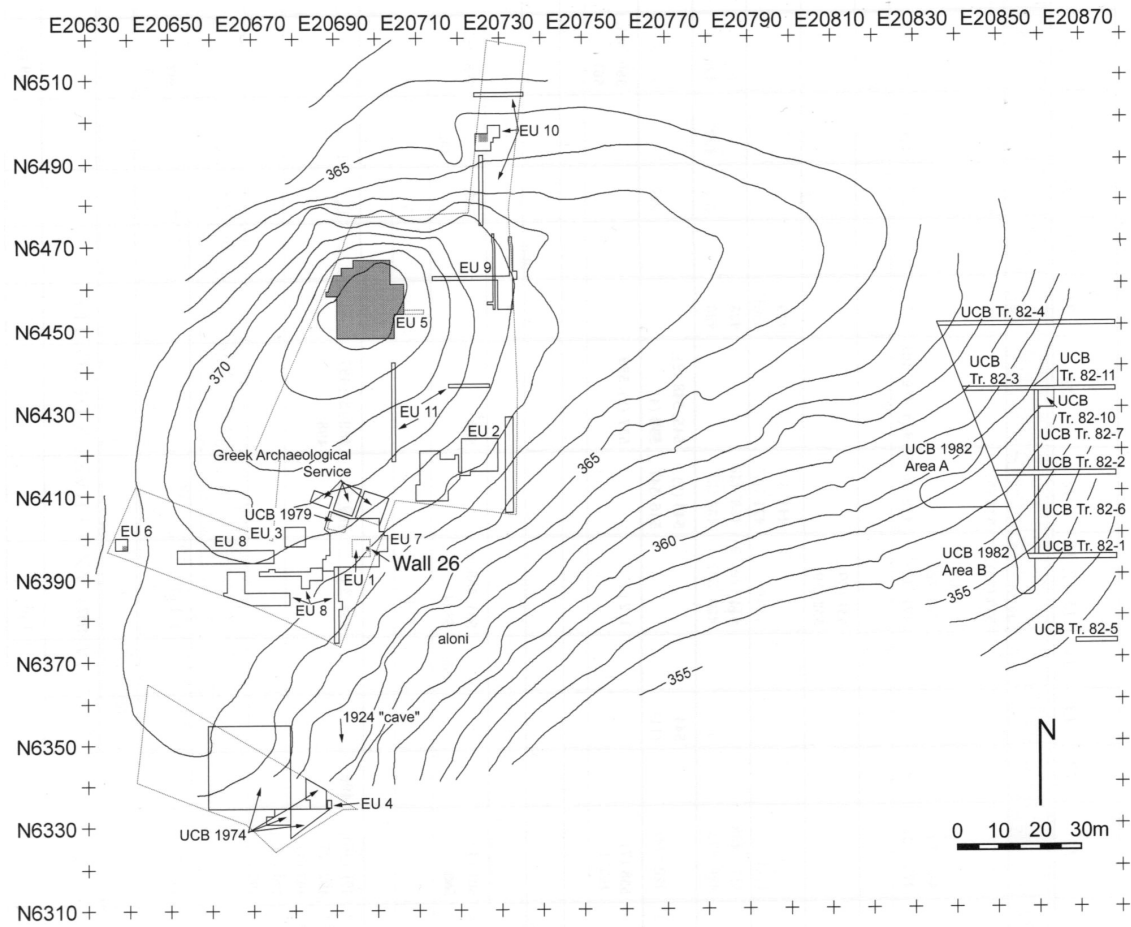 E20630 E20650 E20670 E20690 E20711 E20730 E20750 E20770 E20790 E20810 E20830 E20850 E20870
N6510
EU 10
N6490
365
N6470
EU 9
N6450
EU 5
UCB Tr. 82-4
370
UCB
Tr. 82-3
UCB
Tr. 82-11
N6430
EU 11
EU 2
UCB
Tr. 82-10
UCB Tr. 82-7
Greek Archaeological
Service
365
UCB 1982
Area A
UCB Tr. 82-2
N6410
UCB 1979
UCB Tr. 82-6
EU 6
EU 3
EU 8
EU 7
360
Wall 26
UCB 1982
Area B
UCB Tr. 82-1
N6390
EU 1
EU 8
355
aloni
UCB Tr. 82-5
N6370
355
1924 "cave"
N6350
N
EU 4
N6330
UCB 1974
0 10 20 30m
N6310